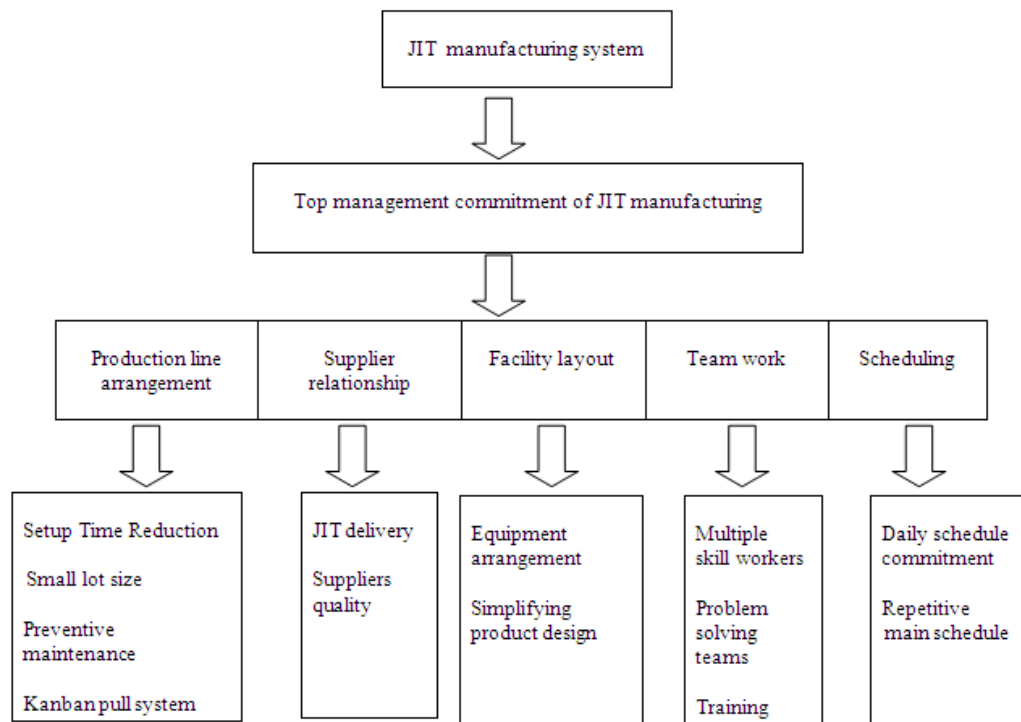 JIT manufacturing system
Top management commitment of JIT manufacturing
Production line
arrangement
Supplier
relationship
Facility layout
Team work
Scheduling
Setup Time Reduction
Small lot size
Preventive
maintenance
Kanban pull system
JIT delivery
Suppliers
quality
Equipment
arrangement
Simplifying
product design
Multiple
skill workers
Problem
solving
teams
Training
Daily schedule
commitment
Repetitive
main schedule